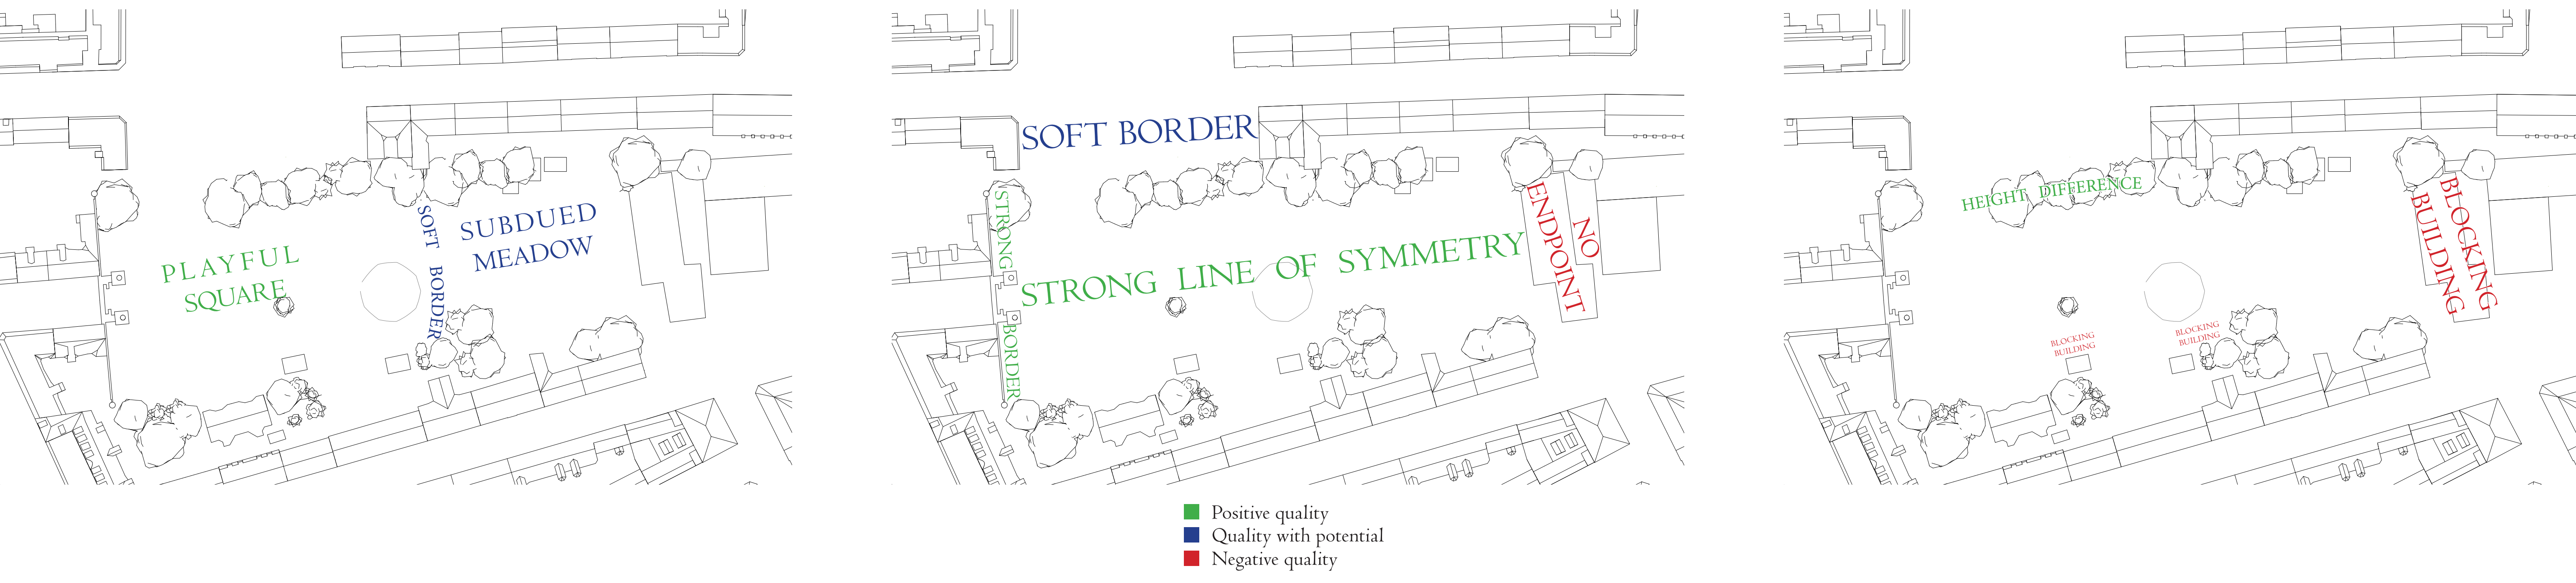 PLAYFUL
SQUARE
SOFT BORDER
SUBDUED
MEADOW
SOFT BORDER
STRONG BORDER
STRONG LINE OF SYMMETRY
NO
ENDPOINT
HEIGHT DIFFERENCE
BLOCKING
BUILDING
BLOCKING
BUILDING
BLOCKING
BUILDING
Positive quality
Quality with potential
Negative quality